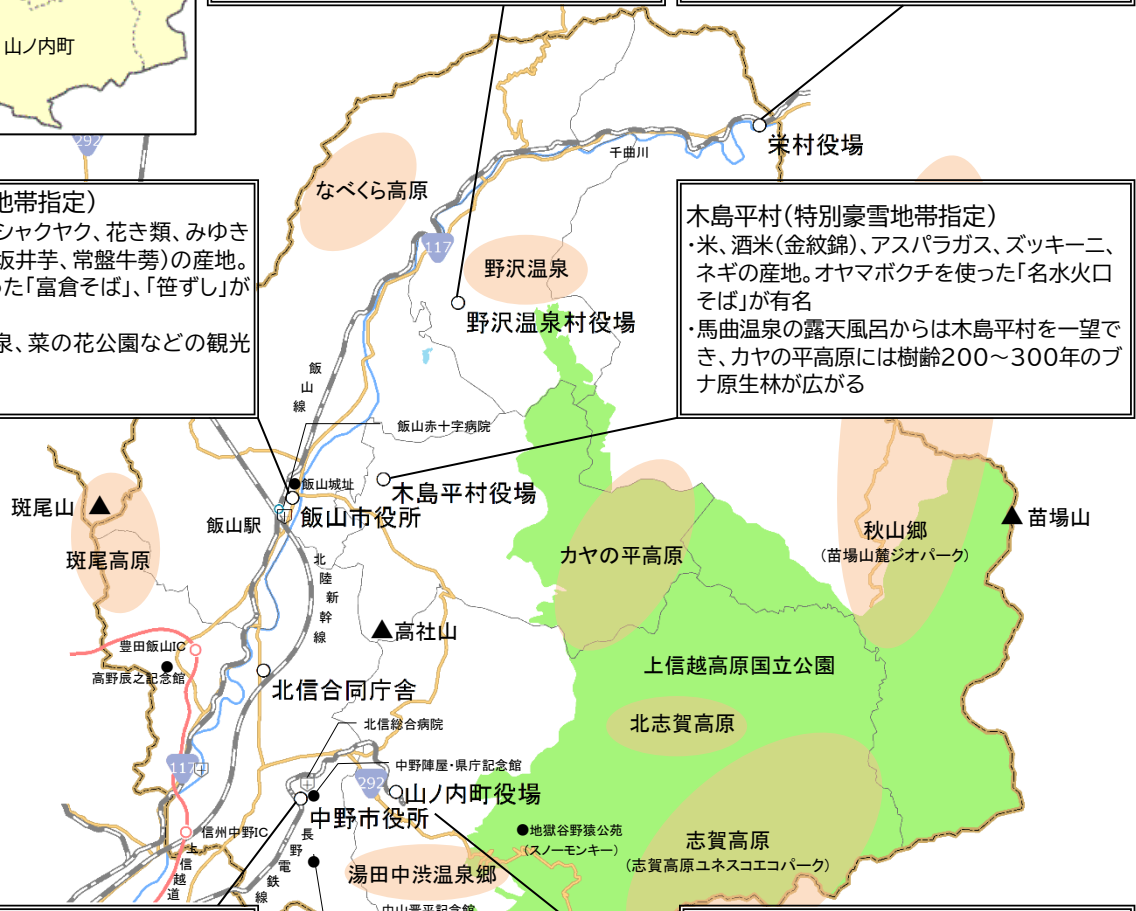 山ノ内町
292
栄村役場
千曲川
なべくら高原
地帯指定)
シャクヤク、花き類、みゆき
坂井芋、常盤牛蒡)の産地。
った「富倉そば」、「笹ずし」が
泉、菜の花公園などの観光
117
野沢温泉
野沢温泉村役場
木島平村(特別豪雪地帯指定)
・米、酒米(金紋錦)、アスパラガス、ズッキーニ、
ネギの産地。オヤマボクチを使った「名水火口
そば」が有名
・馬曲温泉の露天風呂からは木島平村を一望で
き、カヤの平高原には樹齢200~300年のブ
ナ原生林が広がる
飯山線
飯山赤十字病院
飯山城址
木島平村役場
斑尾山
飯山駅
飯山市役所
斑尾高原
カヤの平高原
秋山郷
(苗場山麓ジオパーク)
苗場山
北陸新幹線
高社山
豊田飯山IC
高野辰之記念館
上信越高原国立公園
北信合同庁舎
北志賀高原
北信総合病院
中野陣屋・県庁記念館
117
292
山ノ内町役場
中野市役所
信州中野IC
上信越道
長野電鉄線
地獄谷野猿公苑
(スノーモンキー)
志賀高原
(志賀高原ユネスコエコパーク)
湯田中渋温泉郷
中山晋平記念館